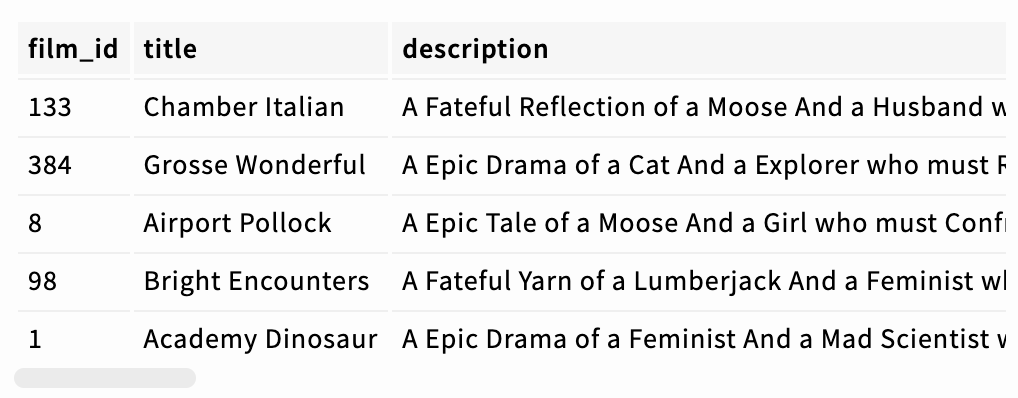 film_id title description
133 Chamber Italian A Fateful Reflection of a Moose And a Husband
384 Grosse Wonderful A Epic Drama of a Cat And a Explorer who must
8 Airport Pollock A Epic Tale of a Moose And a Girl who must
98 Bright Encounters A Fateful Yarn of a Lumberjack And a Feminist
1 Academy Dinosaur A Epic Drama of a Feminist And a Mad Scientist